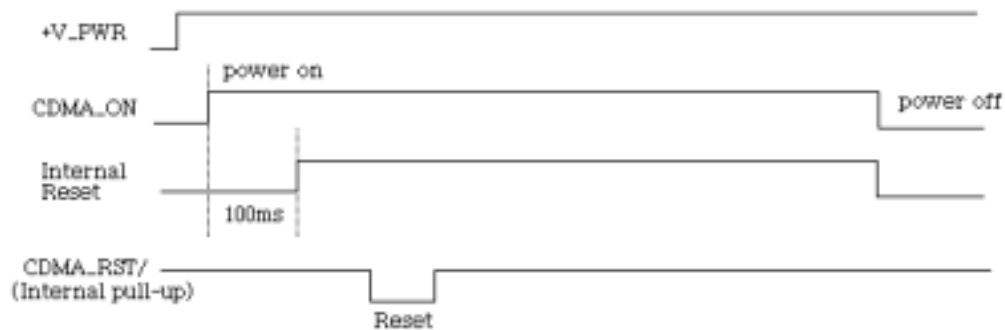 +V_PWR
power on
CDMA_ON
power off
Internal
Reset
100ms
CDMA_RST/
(Internal pull-up)
Reset